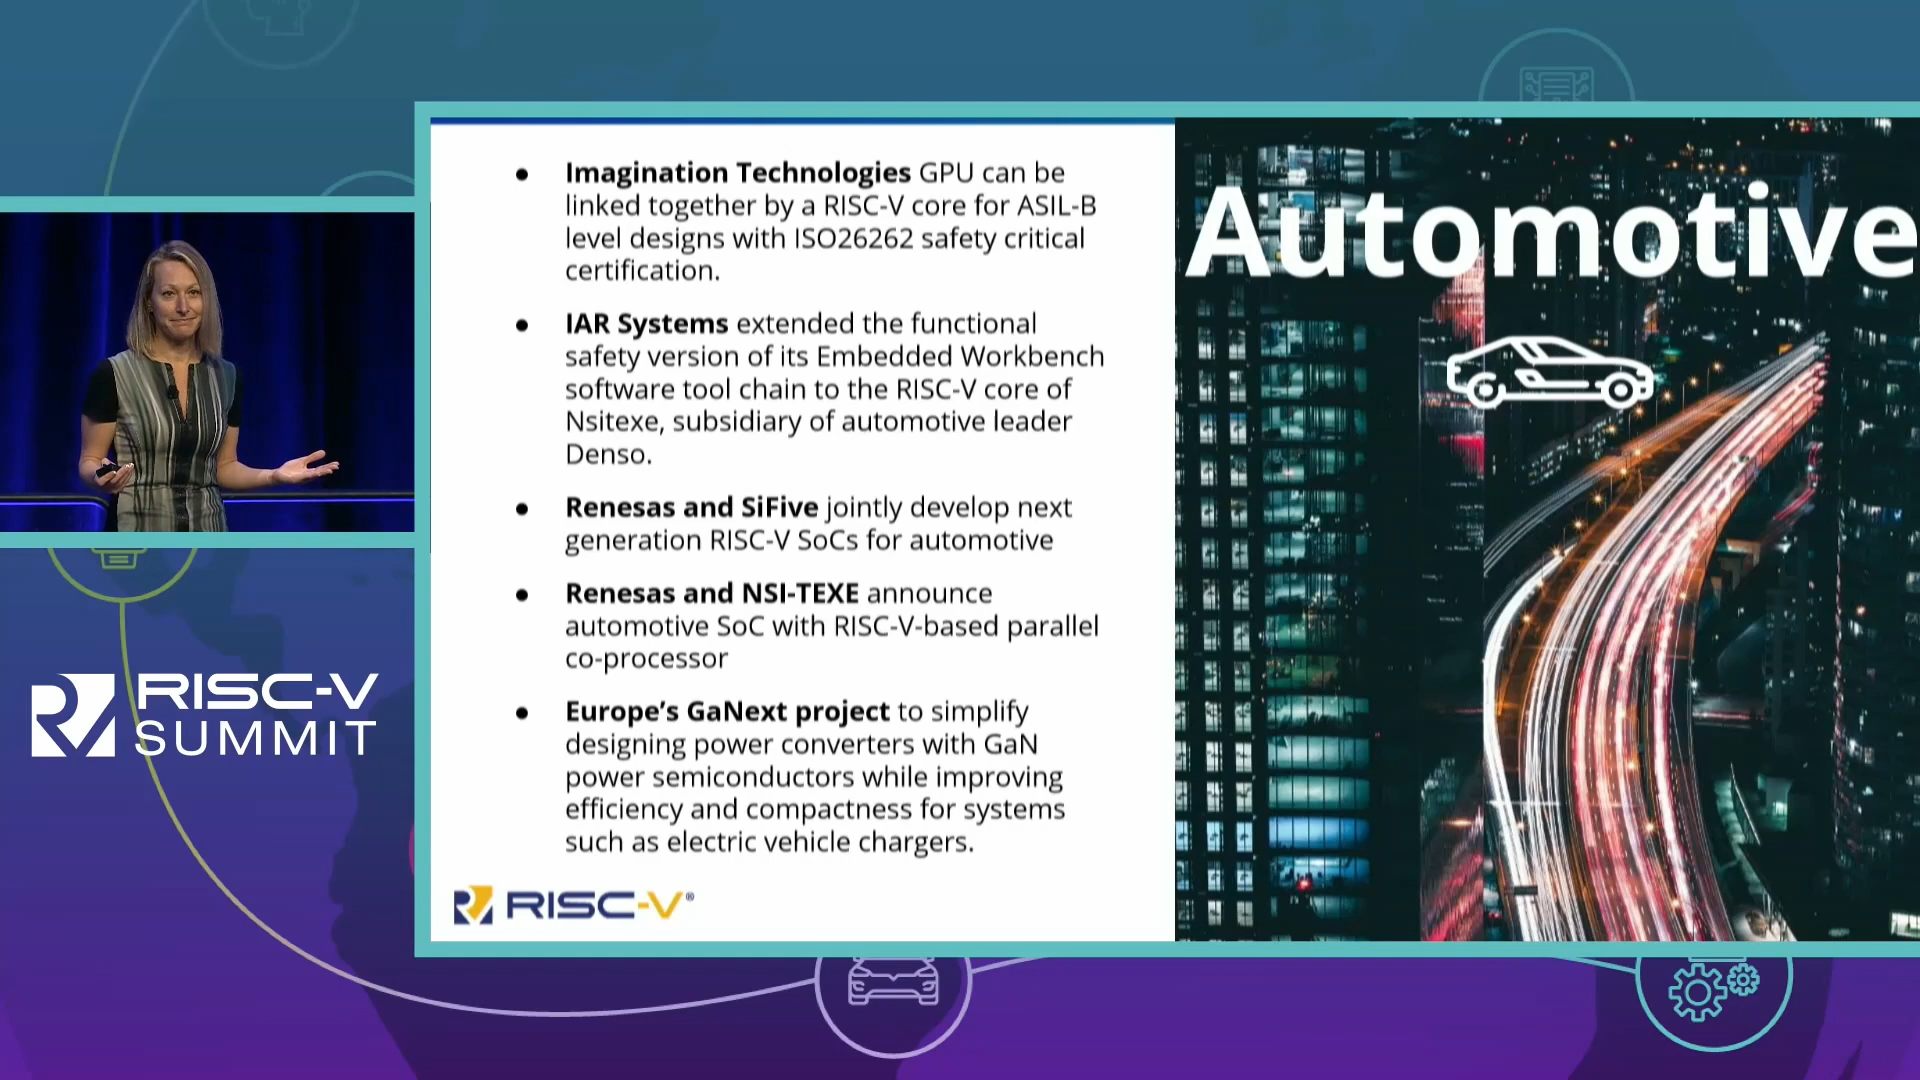 ● Imagination Technologies GPU can be
linked together by a RISC-V core for ASIL-B
level designs with ISO26262 safety critical
certification.
● IAR Systems extended the functional
safety version of its Embedded Workbench
software tool chain to the RISC-V core of
Nsitexe, subsidiary of automotive leader
Denso.
● Renesas and SiFive jointly develop next
generation RISC-V SoCs for automotive
● Renesas and NSI-TEXE announce
automotive SoC with RISC-V-based parallel
co-processor
● Europe's GaNext project to simplify
designing power converters with GaN
power semiconductors while improving
efficiency and compactness for systems
such as electric vehicle chargers.
RISC-V®
Automotive
RISC-V
SUMMIT